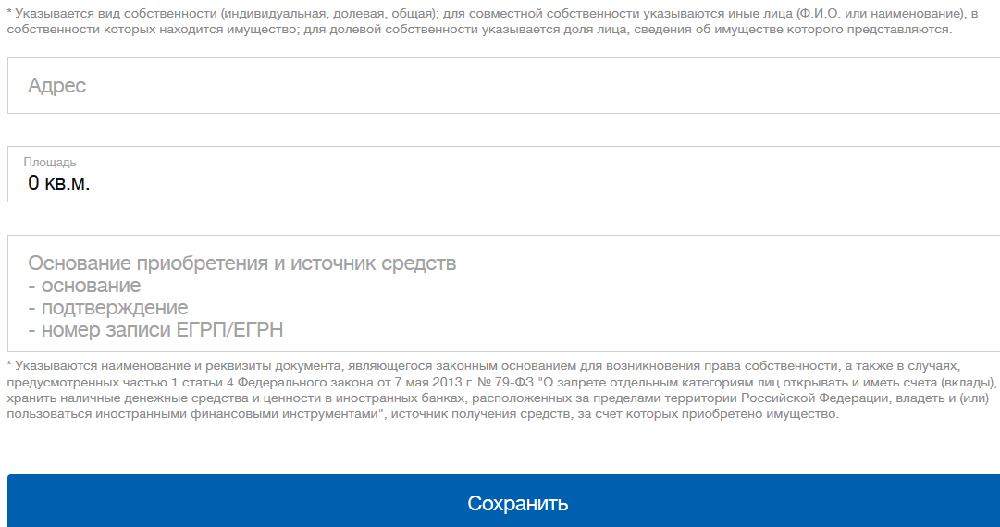 * Указывается вид собственности (индивидуальная, долевая, общая); для совместной собственности указываются иные лица (Ф.И.О. или наименование), в
собственности которых находится имущество; для долевой собственности указывается доля лица, сведения об имуществе которого представляются.
Адрес
Площадь
0 кв.м.
Основание приобретения и источник средств
- основание
- подтверждение
- номер записи ЕГРП/ЕГРН
* Указываются наименование и реквизиты документа, являющегося законным основанием для возникновения права собственности, а также в случаях,
предусмотренных частью 1 статьи 4 Федерального закона от 7 мая 2013 г. № 79-ФЗ "О запрете отдельным категориям лиц открывать и иметь счета (вклады),
хранить наличные денежные средства и ценности в иностранных банках, расположенных за пределами территории Российской Федерации, владеть и (или)
пользоваться иностранными финансовыми инструментами", источник получения средств, за счет которых приобретено имущество.
Сохранить